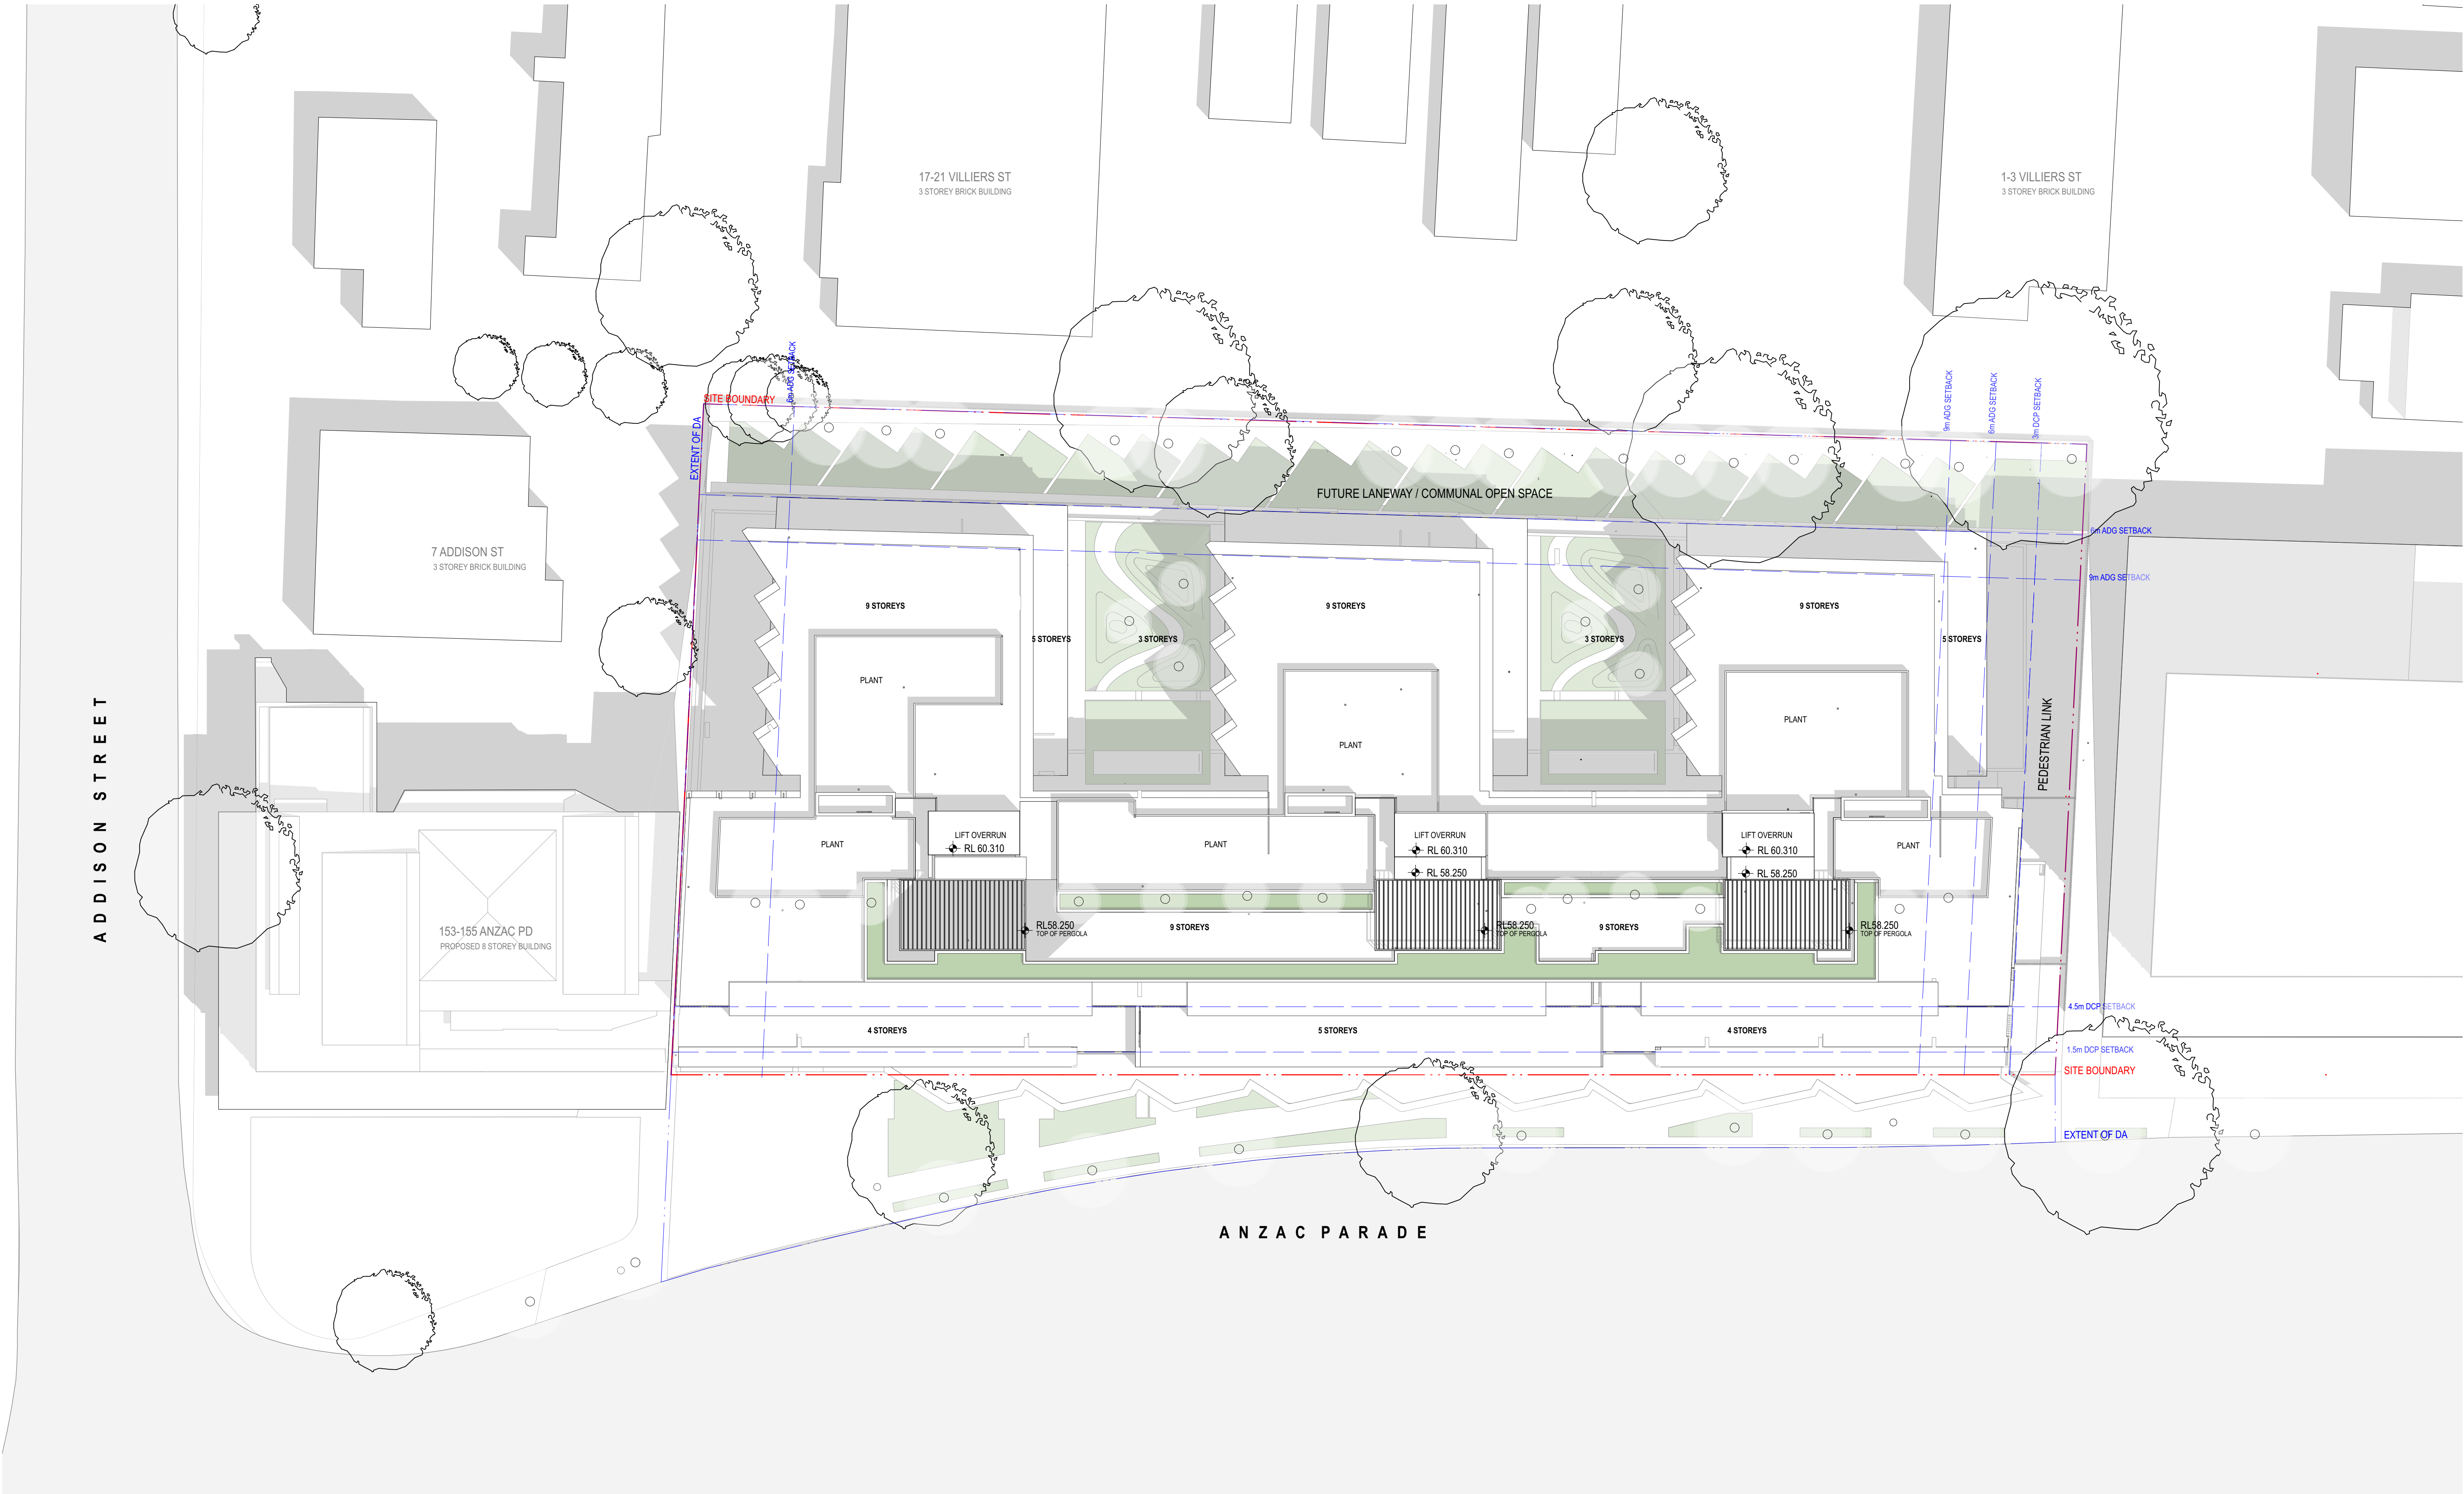 17-21 VILLIERS ST
3 STOREY BRICK BUILDING
1-3 VILLIERS ST
3 STOREY BRICK BUILDING
6m ADG SETBACK
9m ADG SETBACK
6m ADG SETBACK
3m DCP SETBACK
SITE BOUNDARY
EXTENT OF DA
FUTURE LANEWAY / COMMUNAL OPEN SPACE
6m ADG SETBACK
7 ADDISON ST
3 STOREY BRICK BUILDING
9m ADG SETBACK
9 STOREYS
9 STOREYS
9 STOREYS
5 STOREYS
3 STOREYS
3 STOREYS
5 STOREYS
PLANT
PLANT
PLANT
PEDESTRIAN LINK
ADDISON STREET
LIFT OVERRUN
RL 60.310
LIFT OVERRUN
RL 60.310
RL 58.250
LIFT OVERRUN
RL 60.310
RL 58.250
PLANT
PLANT
PLANT
153-155 ANZAC PD
PROPOSED 8 STOREY BUILDING
RL58.250
TOP OF PERGOLA
9 STOREYS
RL58.250
TOP OF PERGOLA
9 STOREYS
RL58.250
TOP OF PERGOLA
4.5m DCP SETBACK
4 STOREYS
5 STOREYS
4 STOREYS
1.5m DCP SETBACK
SITE BOUNDARY
EXTENT OF DA
ANZAC PARADE